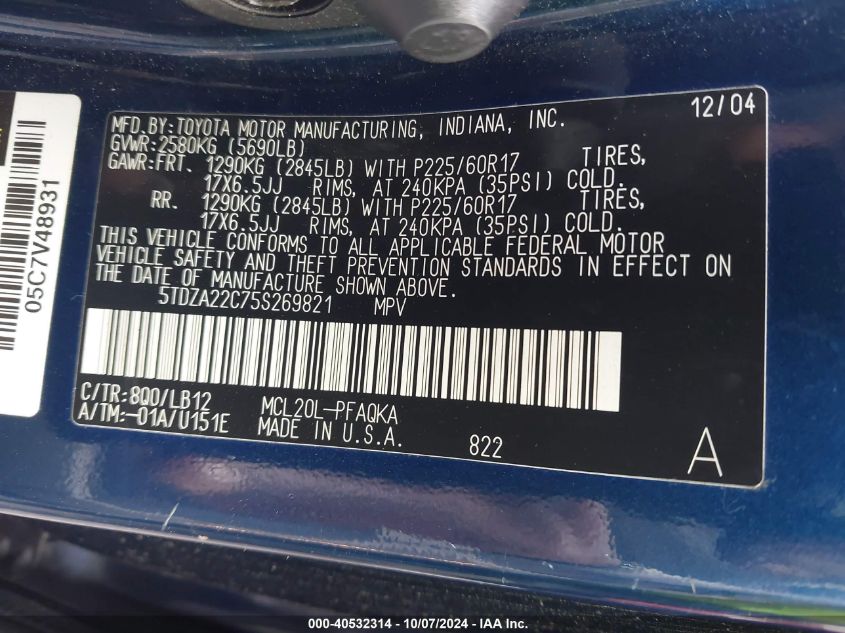 12/04
MFD.BY:TOYOTA MOTOR MANUFACTURING, INDIANA, INC.
GVWR:2580KG (5690LB)
GAWR:FRT. 1290KG (2845LB) WITH P225/60R17 TIRES,
17X6.5JJ RIMS, AT 240KPA (35PSI) COLD.
RR. 1290KG (2845LB) WITH P225/60R17 TIRES,
17X6.5JJ RIMS, AT 240KPA (35PSI) COLD.
THIS VEHICLE CONFORMS TO ALL APPLICABLE FEDERAL MOTOR
VEHICLE SAFETY AND THEFT PREVENTION STANDARDS IN EFFECT ON
THE DATE OF MANUFACTURE SHOWN ABOVE.
5TDZA22C75S269821 MPV
C/TR:8Q0/LB12 MCL20L-PFAQKA
A/TM:-01A/U151E MADE IN U.S.A. 822 A
05C7V48931
000-40532314 - 10/07/2024 - IAA Inc.